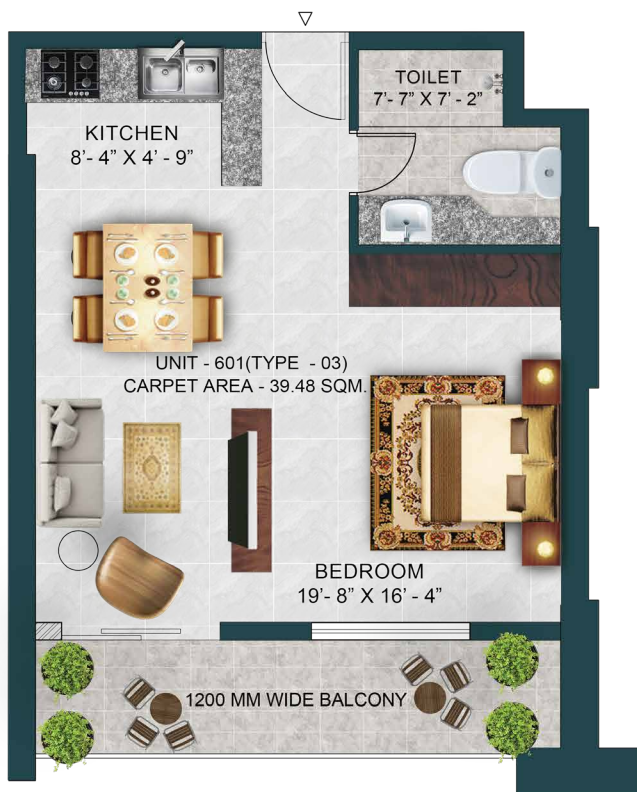 TOILET
7'- 7" X 7' - 2"
KITCHEN
8'- 4" X 4' - 9"
UNIT - 601(TYPE - 03)
CARPET AREA - 39.48 SQM.
BEDROOM
19'- 8" X 16' - 4"
1200 MM WIDE BALCONY